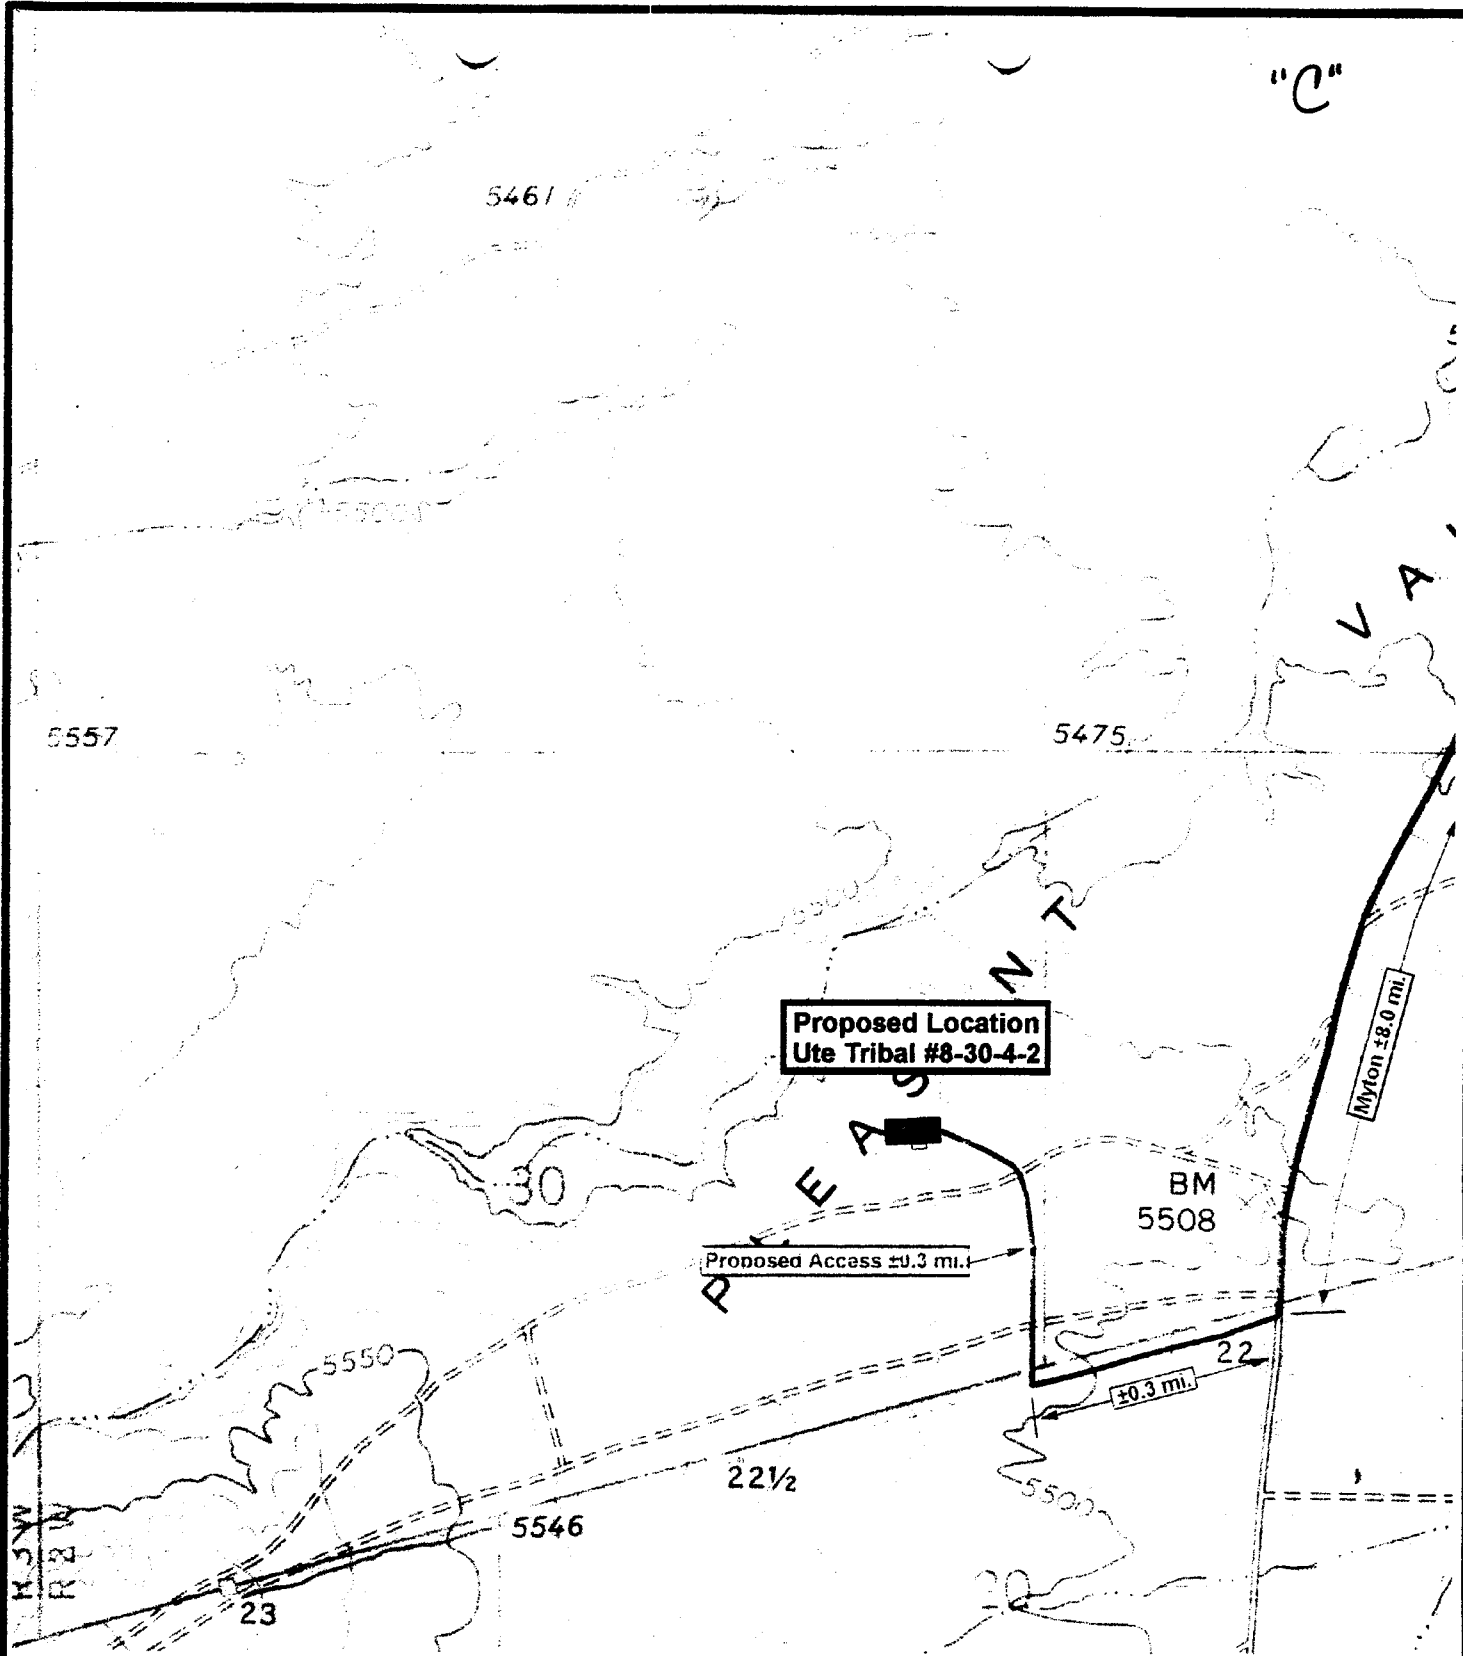 "C"
5461
5500
V A
5557
5475
P L E A S A N T
Proposed Location
Ute Tribal #8-30-4-2
Myton ±8.0 mi.
30
BM
5508
Proposed Access ±0.3 mi.
5550
22
±0.3 mi.
22½
5500
5546
R 3 W
R 2 W
23